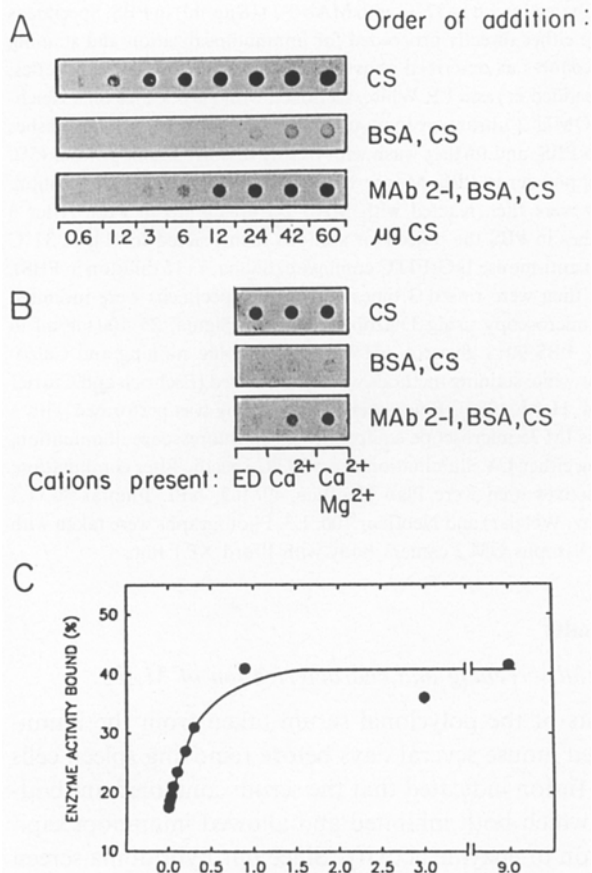 A
Order of addition :
CS
BSA, CS
MAb 2-I, BSA, CS
0.6 1.2 3 6 12 24 42 60 µg CS
B
CS
BSA, CS
MAb 2-I, BSA, CS
Cations present : ED Ca²⁺ Ca²⁺
Mg²⁺
C
ENZYME ACTIVITY BOUND (%)
50
40
30
20
10
0.0 0.5 1.0 1.5 2.0 2.5 3.0 9.0